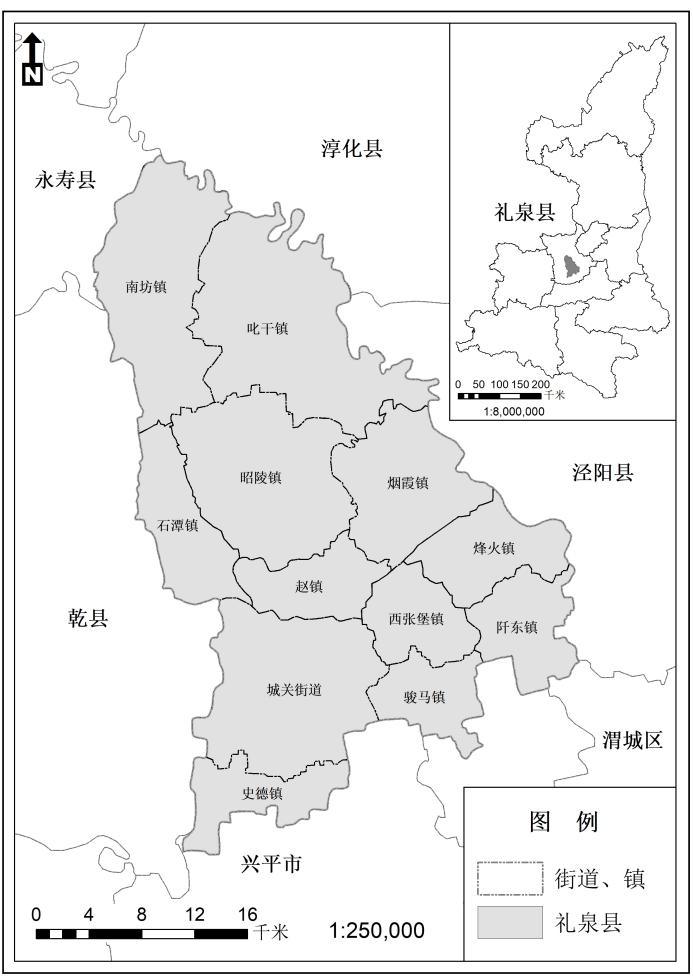 N
淳化县
永寿县
礼泉县
南坊镇
叱干镇
0 50 100 150 200
千米
1:8,000,000
昭陵镇
烟霞镇
泾阳县
石潭镇
烽火镇
赵镇
乾县
西张堡镇
阡东镇
城关街道
骏马镇
渭城区
史德镇
兴平市
图 例
街道、镇
礼泉县
0 4 8 12 16
千米
1:250,000